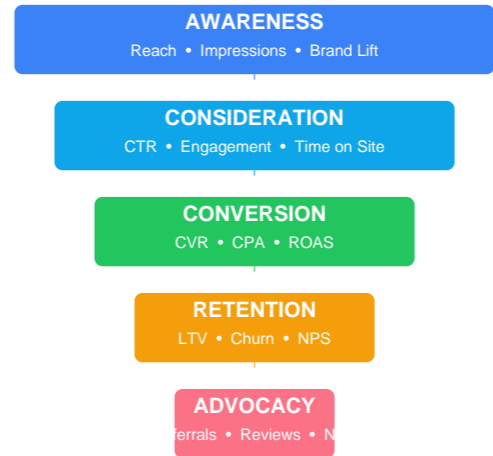 AWARENESS
Reach • Impressions • Brand Lift
CONSIDERATION
CTR • Engagement • Time on Site
CONVERSION
CVR • CPA • ROAS
RETENTION
LTV • Churn • NPS
ADVOCACY
ferrals • Reviews • N